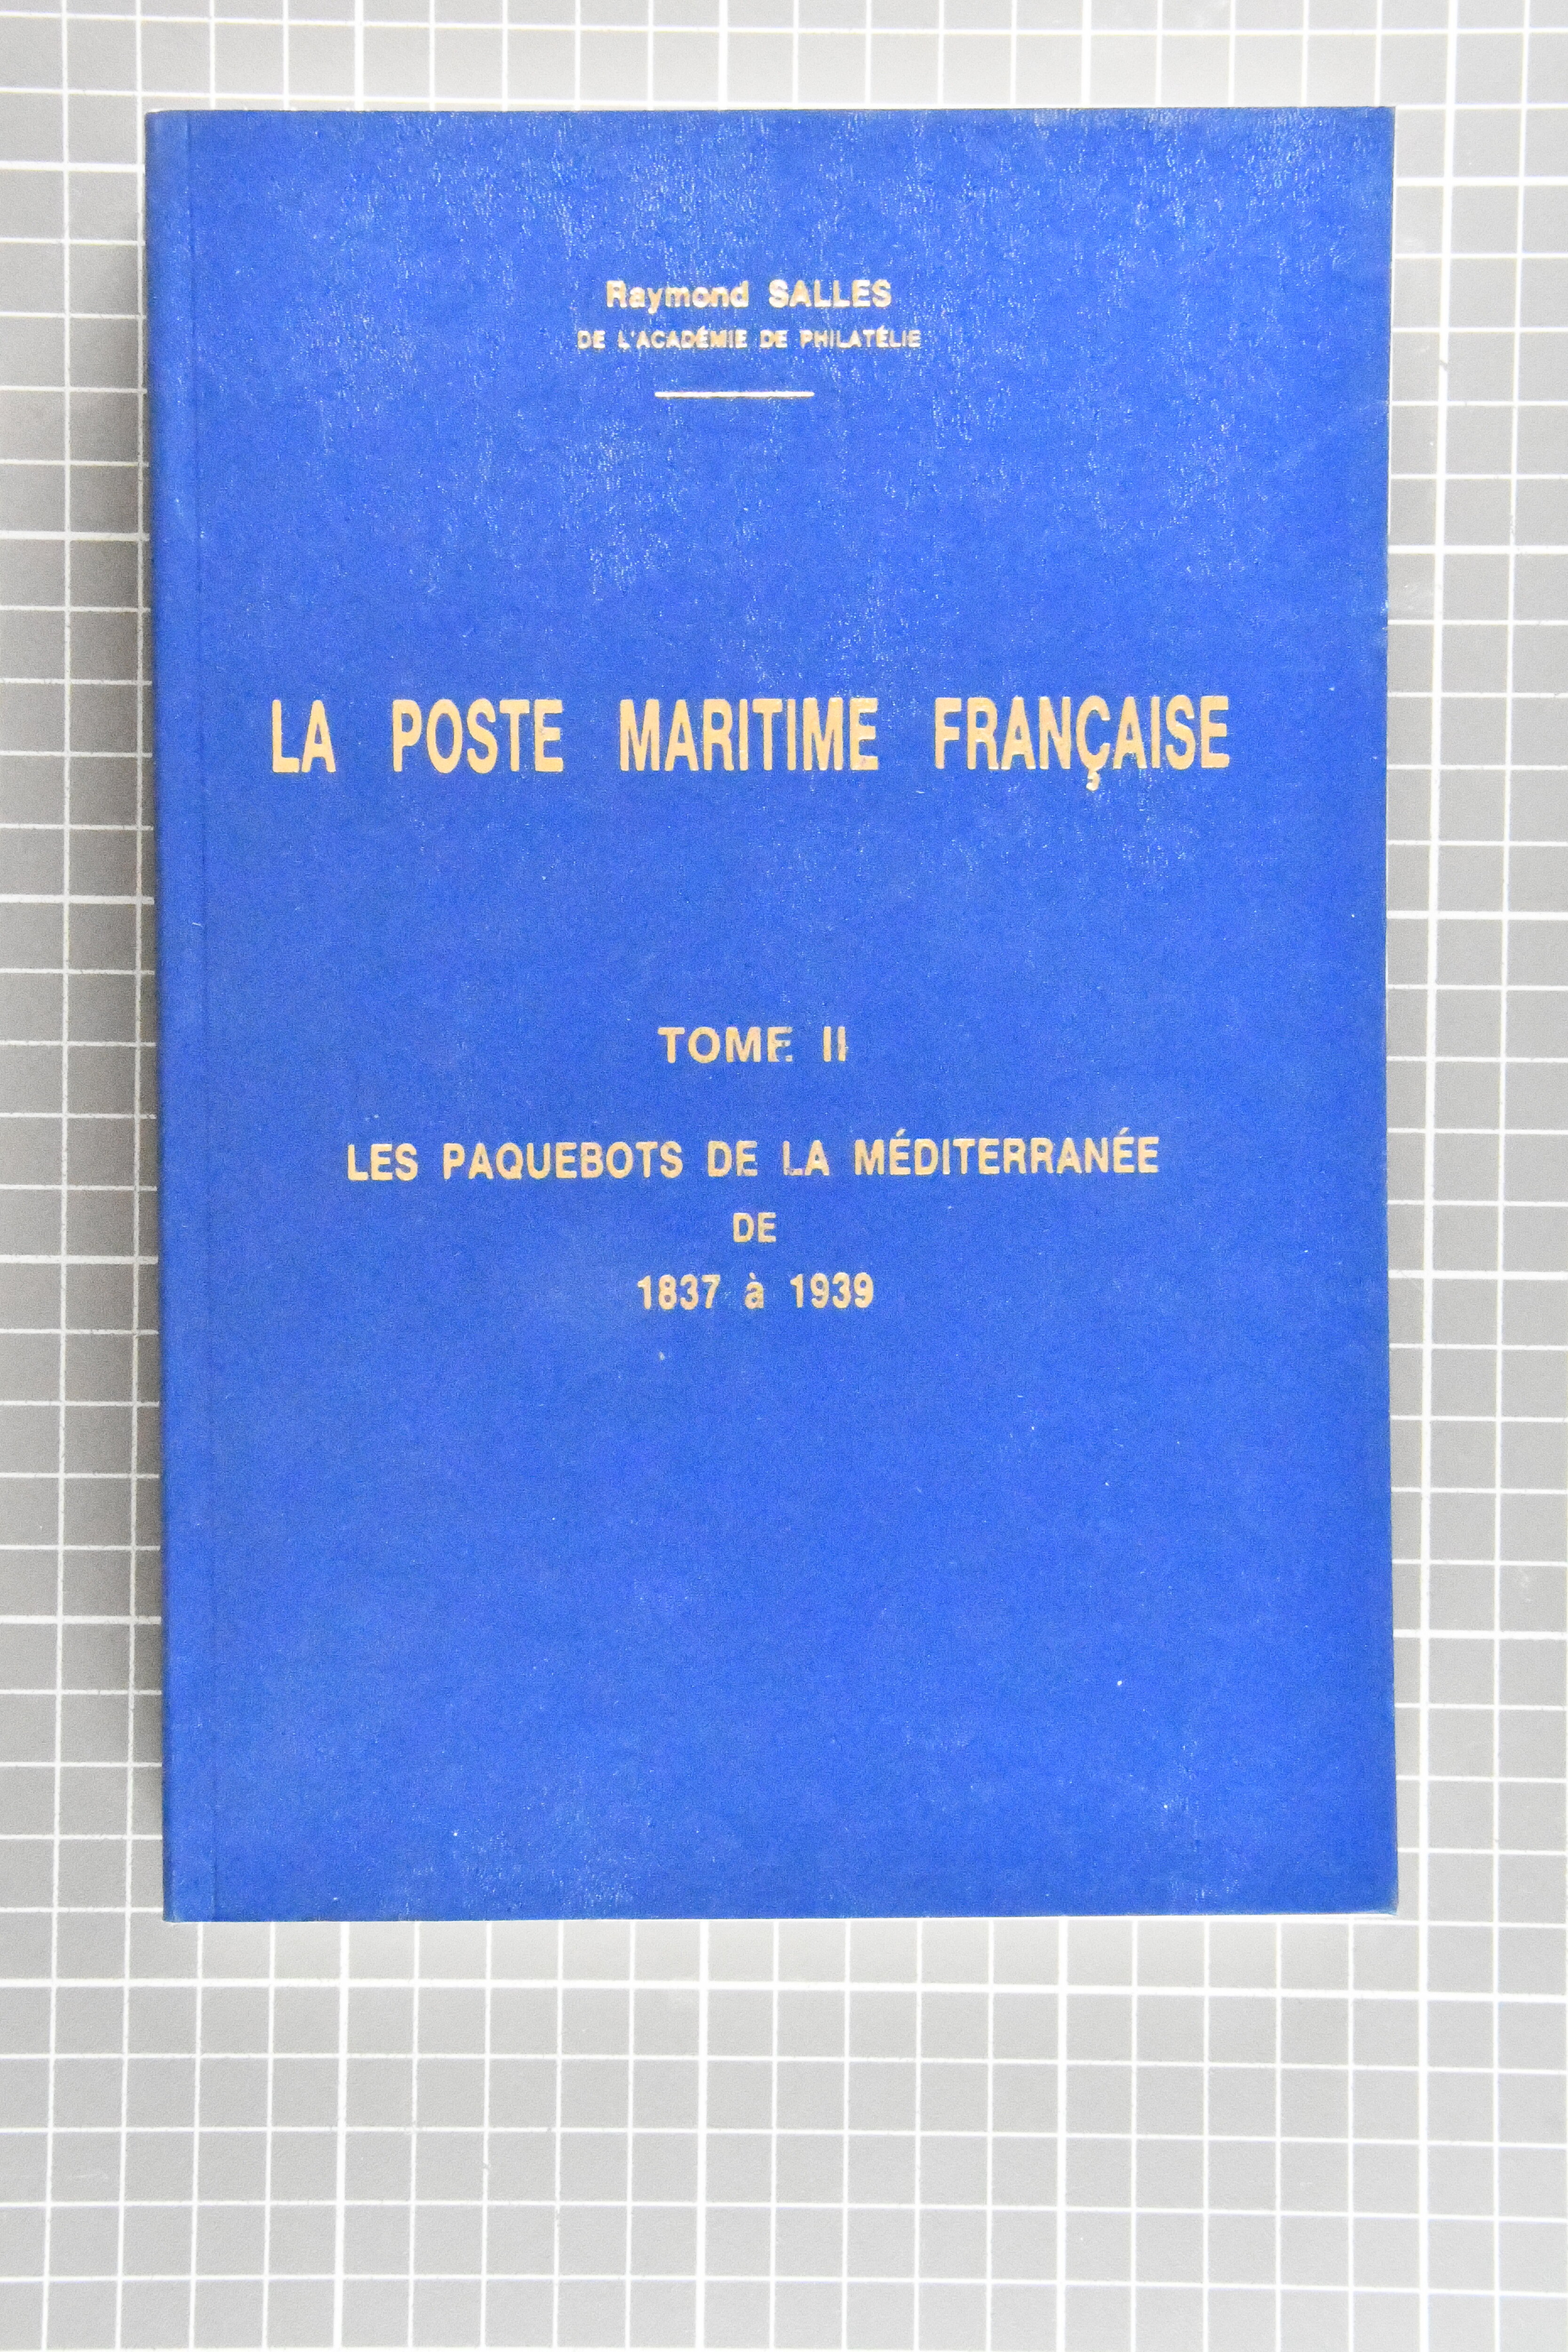 Raymond SALLES
DE L'ACADÉMIE DE PHILATÉLIE
LA POSTE MARITIME FRANÇAISE
TOME II
LES PAQUEBOTS DE LA MÉDITERRANÉE
DE
1837 à 1939